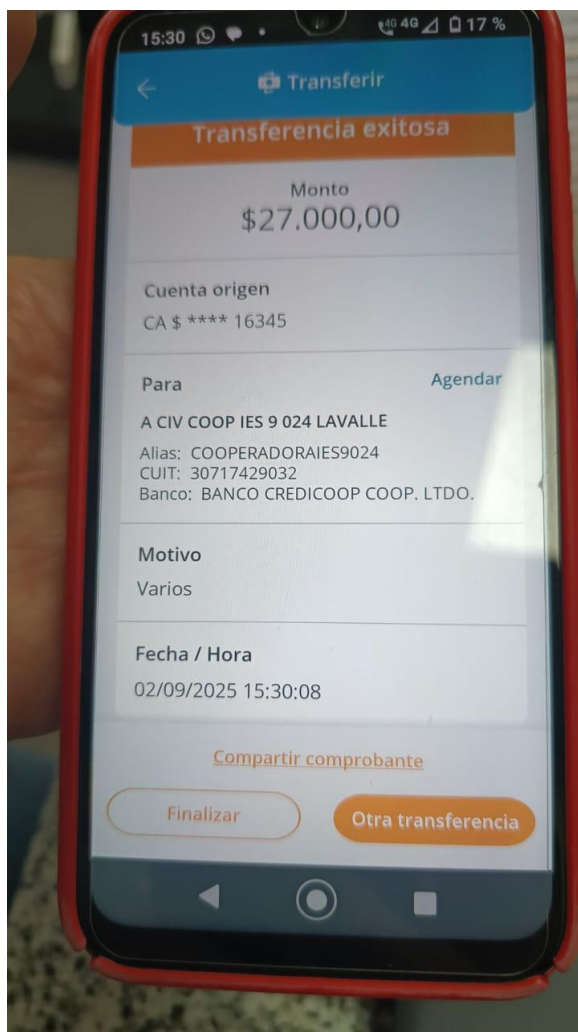 15:30 4G 4G 17 %
Transferir
Transferencia exitosa
Monto
$27.000,00
Cuenta origen
CA $ **** 16345
Para Agendar
A CIV COOP IES 9 024 LAVALLE
Alias: COOPERADORAIES9024
CUIT: 30717429032
Banco: BANCO CREDICOOP COOP. LTDO.
Motivo
Varios
Fecha / Hora
02/09/2025 15:30:08
Compartir comprobante
Finalizar Otra transferencia